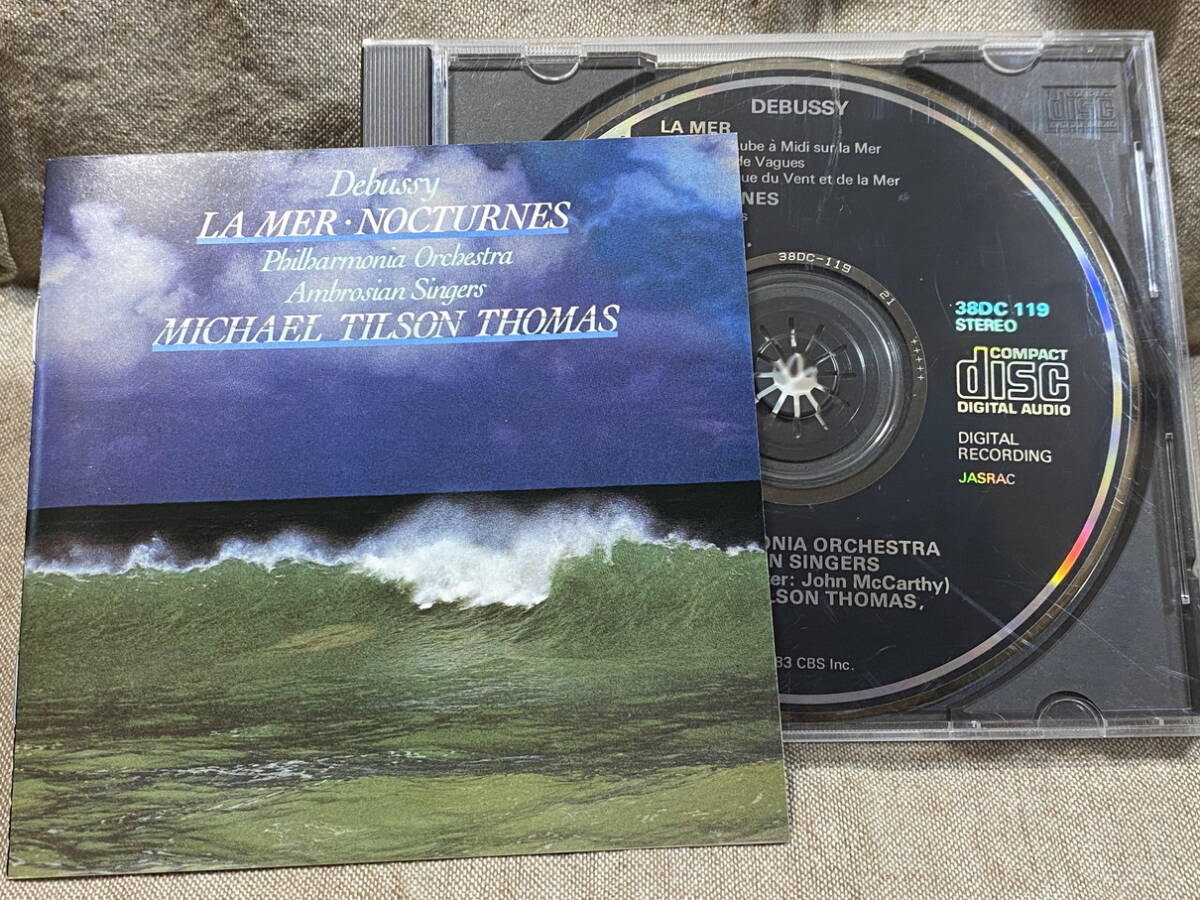 Debussy
LA MER · NOCTURNES
Philharmonia Orchestra
Ambrosian Singers
MICHAEL TILSON THOMAS
DEBUSSY
LA MER
ube à Midi sur la Mer
de Vagues
ue du Vent et de la Mer
NES
38DC-119
21
++++
38DC 119
STEREO
COMPACT
disc
DIGITAL AUDIO
DIGITAL
RECORDING
JASRAC
ONIA ORCHESTRA
N SINGERS
er: John McCarthy)
LSON THOMAS,
83 CBS Inc.
disc